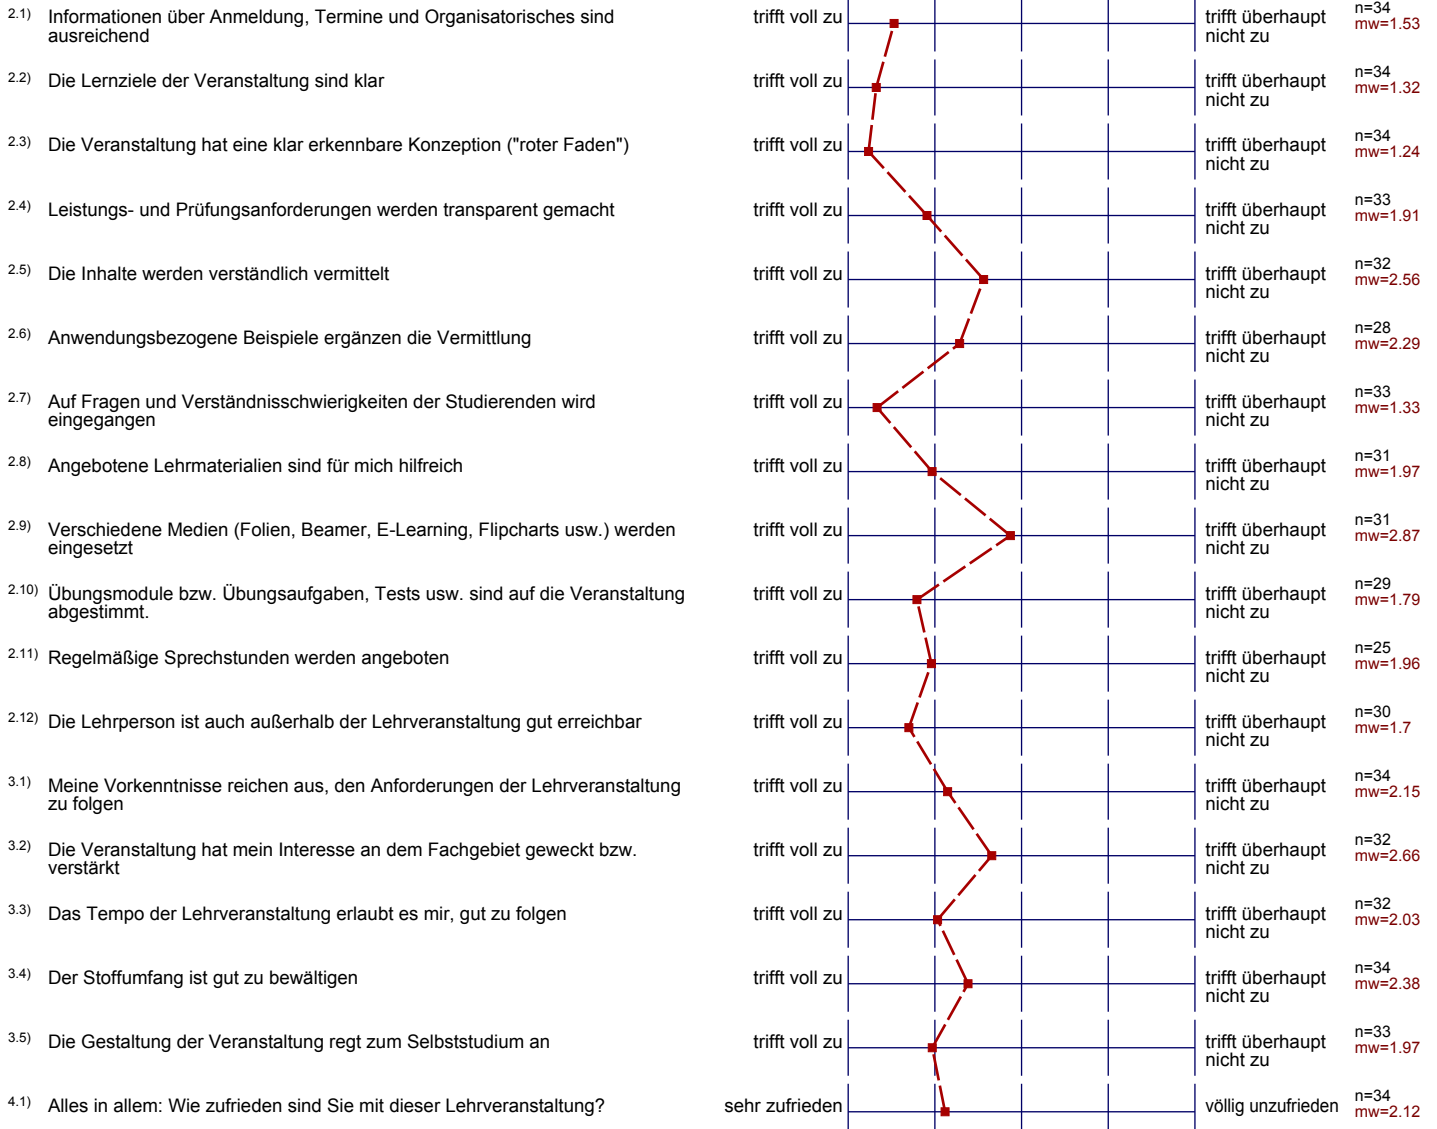 2.1) Informationen über Anmeldung, Termine und Organisatorisches sind trifft voll zu trifft überhaupt n=34
ausreichend nicht zu mw=1.53
2.2) Die Lernziele der Veranstaltung sind klar trifft voll zu trifft überhaupt n=34
nicht zu mw=1.32
2.3) Die Veranstaltung hat eine klar erkennbare Konzeption ("roter Faden") trifft voll zu trifft überhaupt n=34
nicht zu mw=1.24
2.4) Leistungs- und Prüfungsanforderungen werden transparent gemacht trifft voll zu trifft überhaupt n=33
nicht zu mw=1.91
2.5) Die Inhalte werden verständlich vermittelt trifft voll zu trifft überhaupt n=32
nicht zu mw=2.56
2.6) Anwendungsbezogene Beispiele ergänzen die Vermittlung trifft voll zu trifft überhaupt n=28
nicht zu mw=2.29
2.7) Auf Fragen und Verständnisschwierigkeiten der Studierenden wird trifft voll zu trifft überhaupt n=33
eingegangen nicht zu mw=1.33
2.8) Angebotene Lehrmaterialien sind für mich hilfreich trifft voll zu trifft überhaupt n=31
nicht zu mw=1.97
2.9) Verschiedene Medien (Folien, Beamer, E-Learning, Flipcharts usw.) werden trifft voll zu trifft überhaupt n=31
eingesetzt nicht zu mw=2.87
2.10) Übungsmodule bzw. Übungsaufgaben, Tests usw. sind auf die Veranstaltung trifft voll zu trifft überhaupt n=29
abgestimmt. nicht zu mw=1.79
2.11) Regelmäßige Sprechstunden werden angeboten trifft voll zu trifft überhaupt n=25
nicht zu mw=1.96
2.12) Die Lehrperson ist auch außerhalb der Lehrveranstaltung gut erreichbar trifft voll zu trifft überhaupt n=30
nicht zu mw=1.7
3.1) Meine Vorkenntnisse reichen aus, den Anforderungen der Lehrveranstaltung trifft voll zu trifft überhaupt n=34
zu folgen nicht zu mw=2.15
3.2) Die Veranstaltung hat mein Interesse an dem Fachgebiet geweckt bzw. trifft voll zu trifft überhaupt n=32
verstärkt nicht zu mw=2.66
3.3) Das Tempo der Lehrveranstaltung erlaubt es mir, gut zu folgen trifft voll zu trifft überhaupt n=32
nicht zu mw=2.03
3.4) Der Stoffumfang ist gut zu bewältigen trifft voll zu trifft überhaupt n=34
nicht zu mw=2.38
3.5) Die Gestaltung der Veranstaltung regt zum Selbststudium an trifft voll zu trifft überhaupt n=33
nicht zu mw=1.97
4.1) Alles in allem: Wie zufrieden sind Sie mit dieser Lehrveranstaltung? sehr zufrieden völlig unzufrieden n=34
mw=2.12